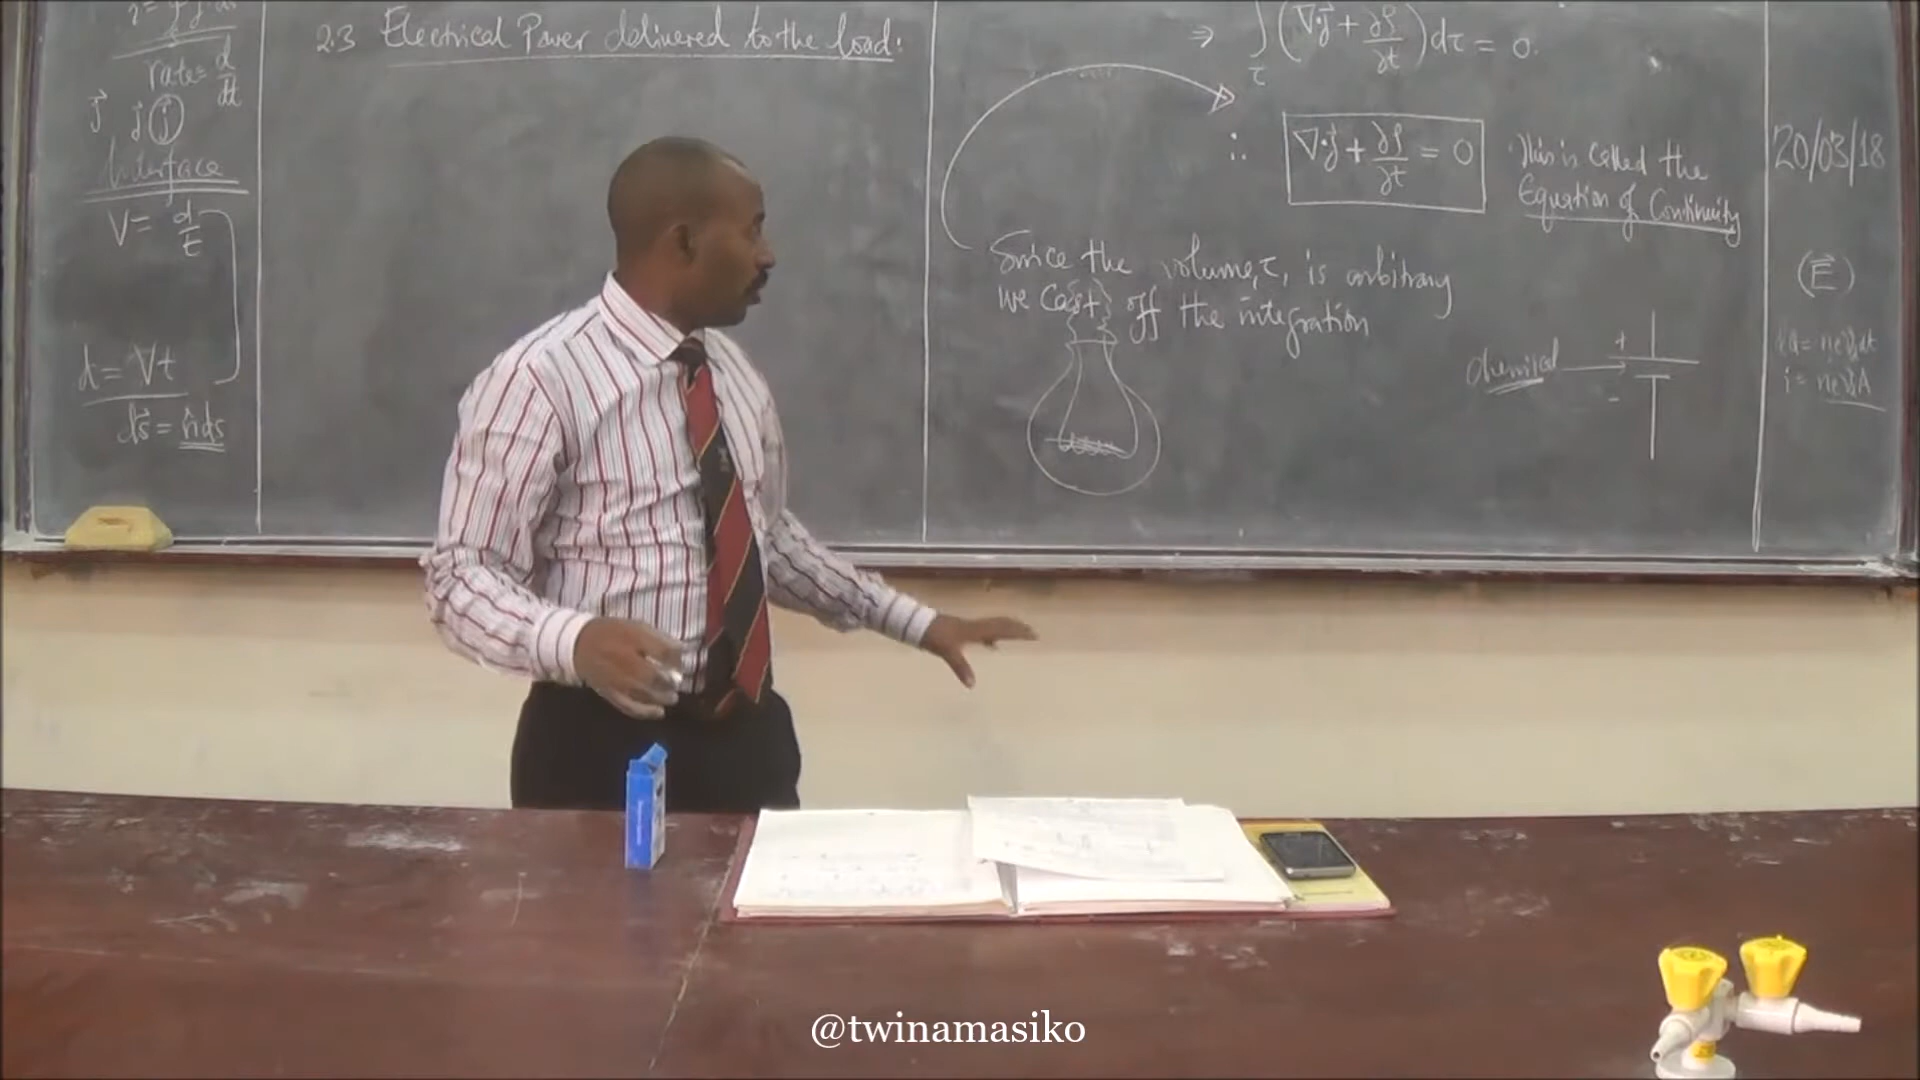 rate = d/dt
j⃗ j⃗ (j)
Interface
V = d/t
d = Vt
ds⃗ = n̂ds
2.3 Electrical Power delivered to the load:
⇒ ∫τ (∇·j⃗ + ∂ρ/∂t) dτ = 0.
∴ ∇·j⃗ + ∂ρ/∂t = 0
This is called the
Equation of Continuity
Since the volume, τ, is arbitrary
we cast off the integration
chemical
+
-
20/03/18
(E⃗)
@twinamasiko